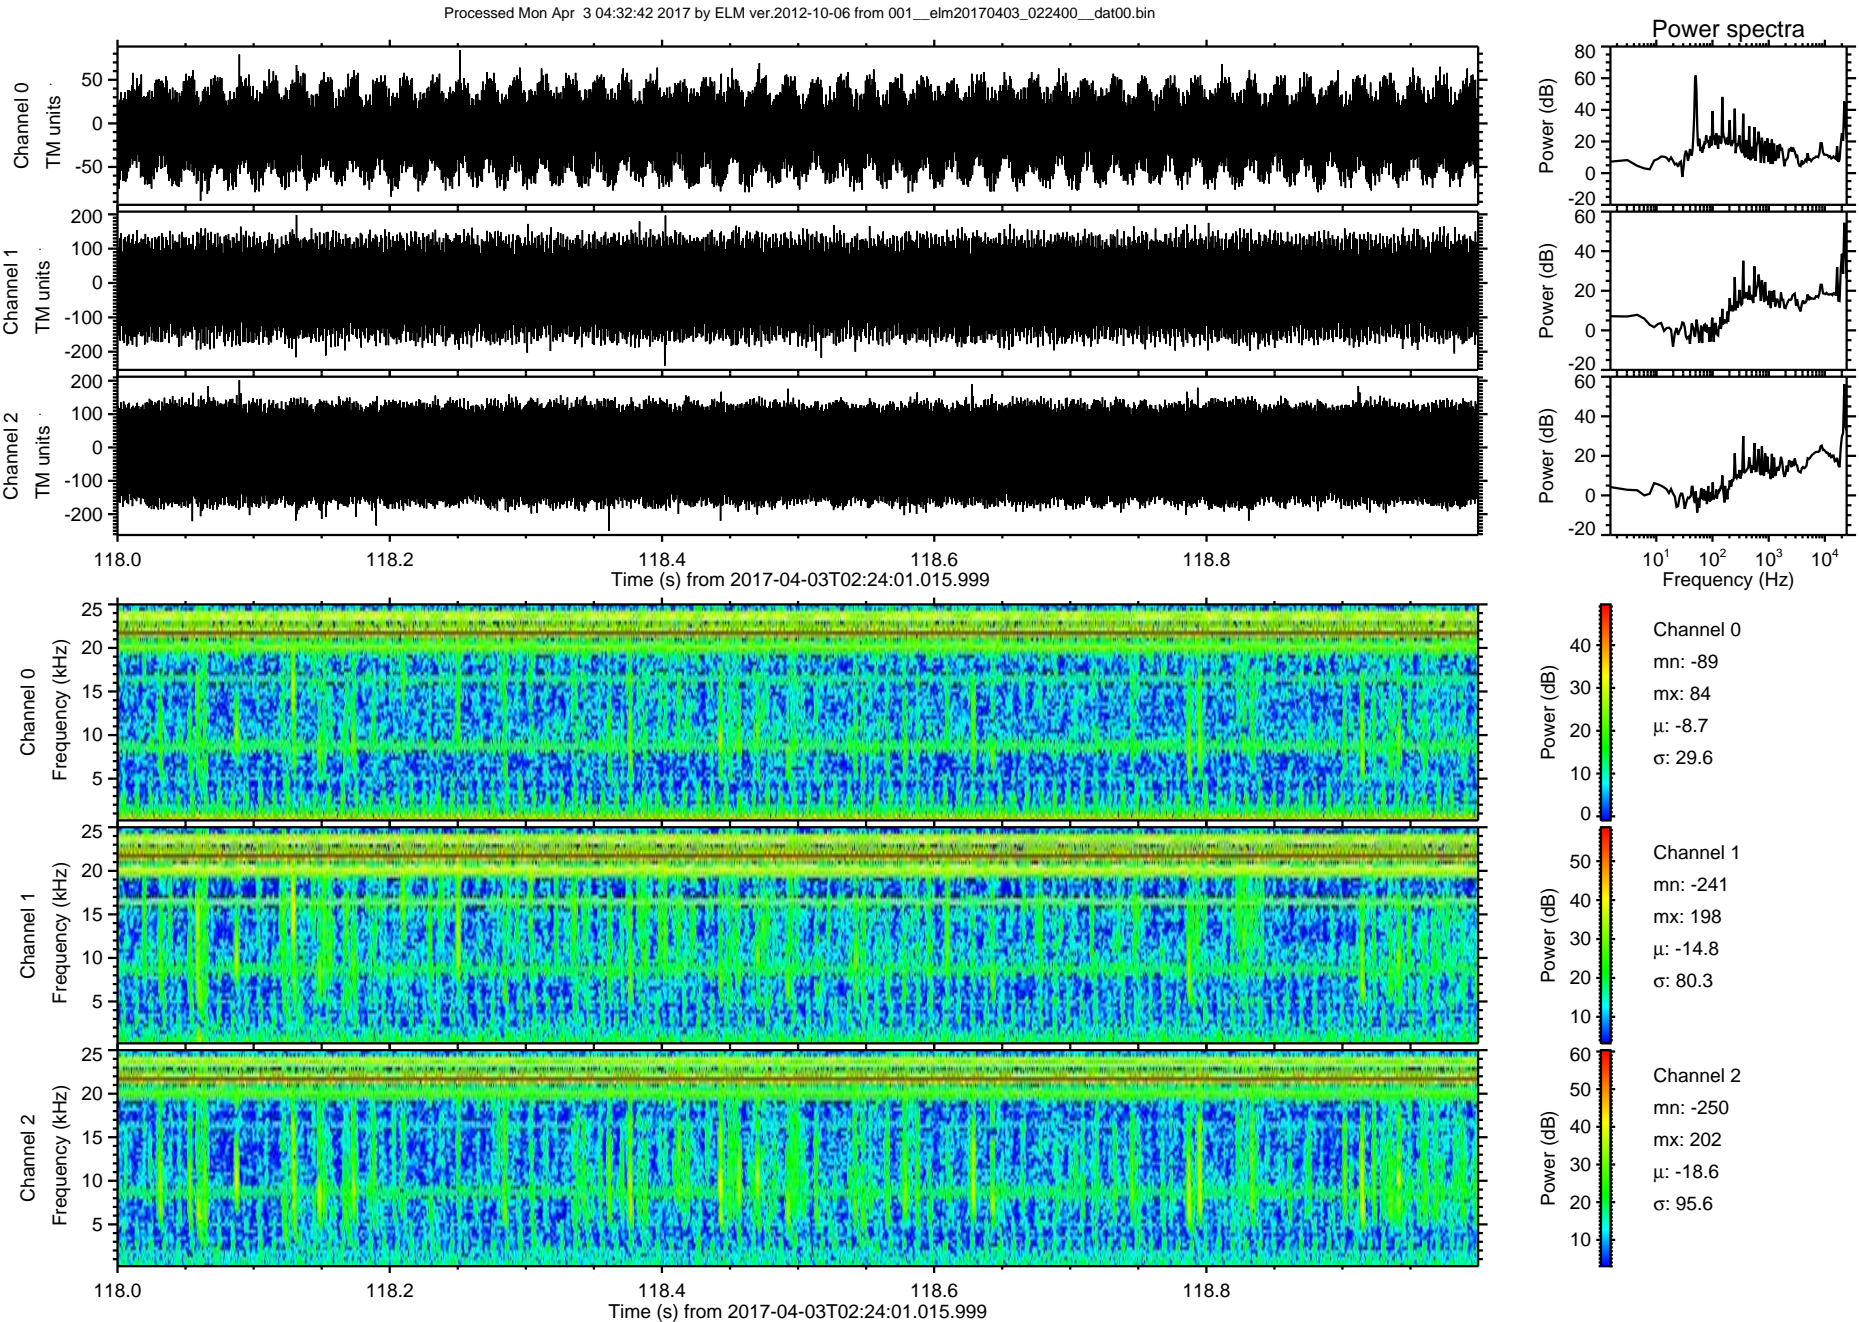 Processed Mon Apr  3 04:32:42 2017 by ELM ver.2012-10-06 from 001__elm20170403_022400__dat00.bin
Power spectra
Channel 0
TM units
50
0
-50
Power (dB)
80
60
40
20
0
-20
Channel 1
TM units
200
100
0
-100
-200
Power (dB)
60
40
20
0
-20
Channel 2
TM units
200
100
0
-100
-200
Power (dB)
60
40
20
0
-20
118.0 118.2 118.4 118.6 118.8
Time (s) from 2017-04-03T02:24:01.015.999
10^1 10^2 10^3 10^4
Frequency (Hz)
Channel 0
Frequency (kHz)
25
20
15
10
5
Power (dB)
40
30
20
10
0
Channel 0
mn: -89
mx: 84
μ: -8.7
σ: 29.6
Channel 1
Frequency (kHz)
25
20
15
10
5
Power (dB)
50
40
30
20
10
Channel 1
mn: -241
mx: 198
μ: -14.8
σ: 80.3
Channel 2
Frequency (kHz)
25
20
15
10
5
Power (dB)
60
50
40
30
20
10
Channel 2
mn: -250
mx: 202
μ: -18.6
σ: 95.6
118.0 118.2 118.4 118.6 118.8
Time (s) from 2017-04-03T02:24:01.015.999